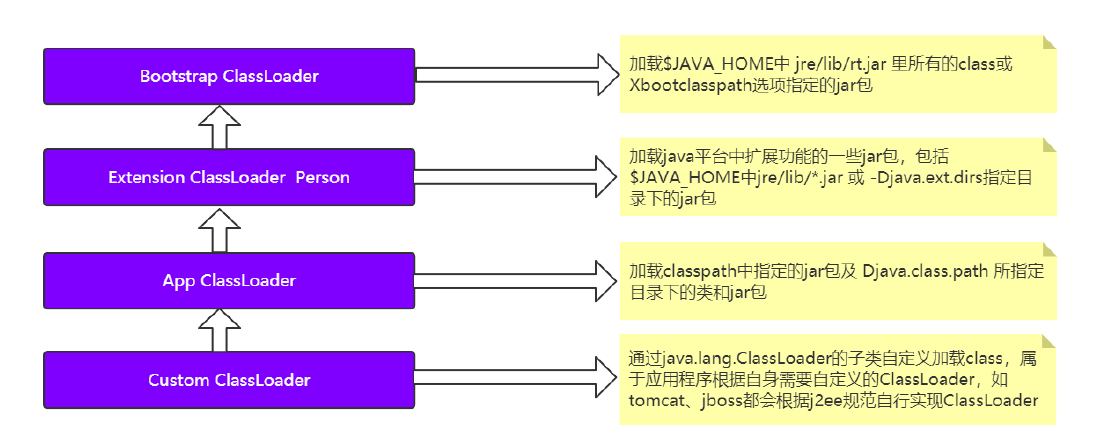 Bootstrap ClassLoader
加载$JAVA_HOME中 jre/lib/rt.jar 里所有的class或
Xbootclasspath选项指定的jar包
Extension ClassLoader  Person
加载java平台中扩展功能的一些jar包，包括
$JAVA_HOME中jre/lib/*.jar 或 -Djava.ext.dirs指定目
录下的jar包
App ClassLoader
加载classpath中指定的jar包及 Djava.class.path 所指定
目录下的类和jar包
Custom ClassLoader
通过java.lang.ClassLoader的子类自定义加载class，属
于应用程序根据自身需要自定义的ClassLoader，如
tomcat、jboss都会根据j2ee规范自行实现ClassLoader